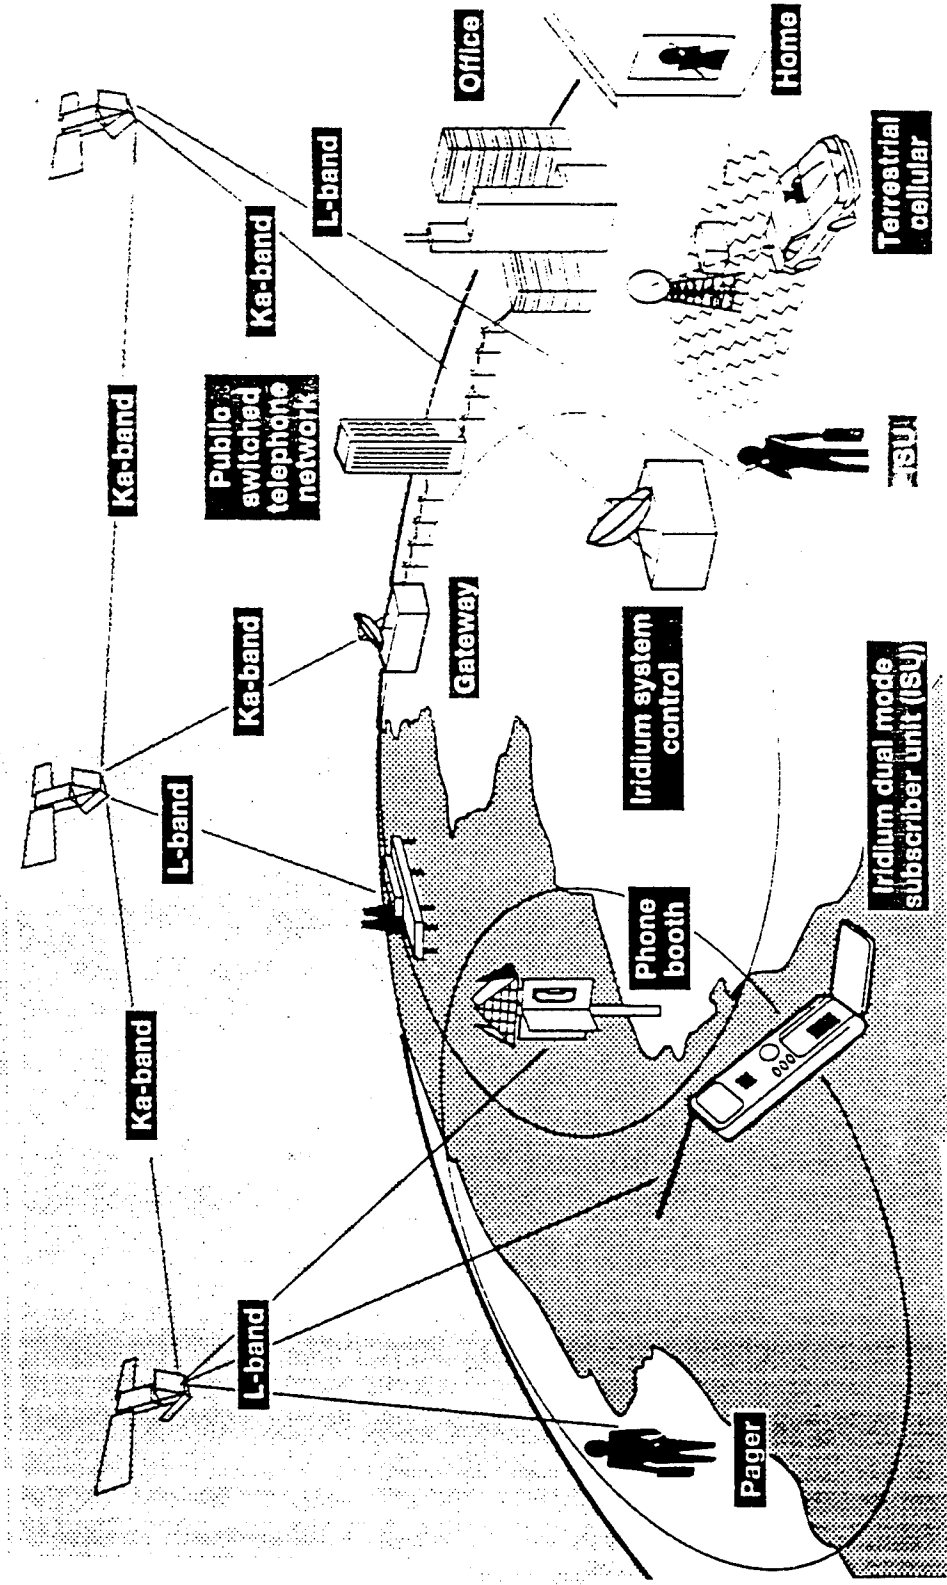 Ka-band
Ka-band
L-band
Ka-band
L-band
Ka-band
Public
switched
telephone
network
L-band
Gateway
Office
Phone
booth
Iridium system
control
Pager
Home
Iridium dual mode
subscriber unit (ISU)
ISU
Terrestrial
cellular